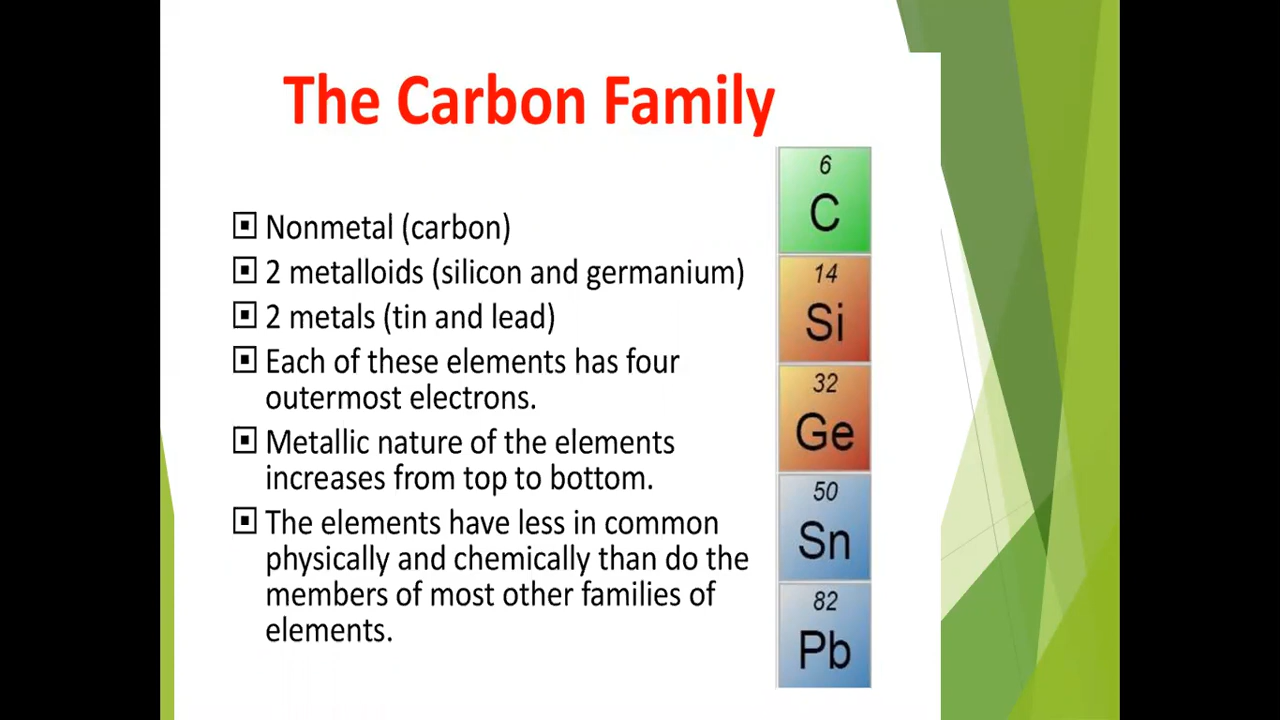 The Carbon Family
Nonmetal (carbon)
2 metalloids (silicon and germanium)
2 metals (tin and lead)
Each of these elements has four
outermost electrons.
Metallic nature of the elements
increases from top to bottom.
The elements have less in common
physically and chemically than do the
members of most other families of
elements.
6
C
14
Si
32
Ge
50
Sn
82
Pb